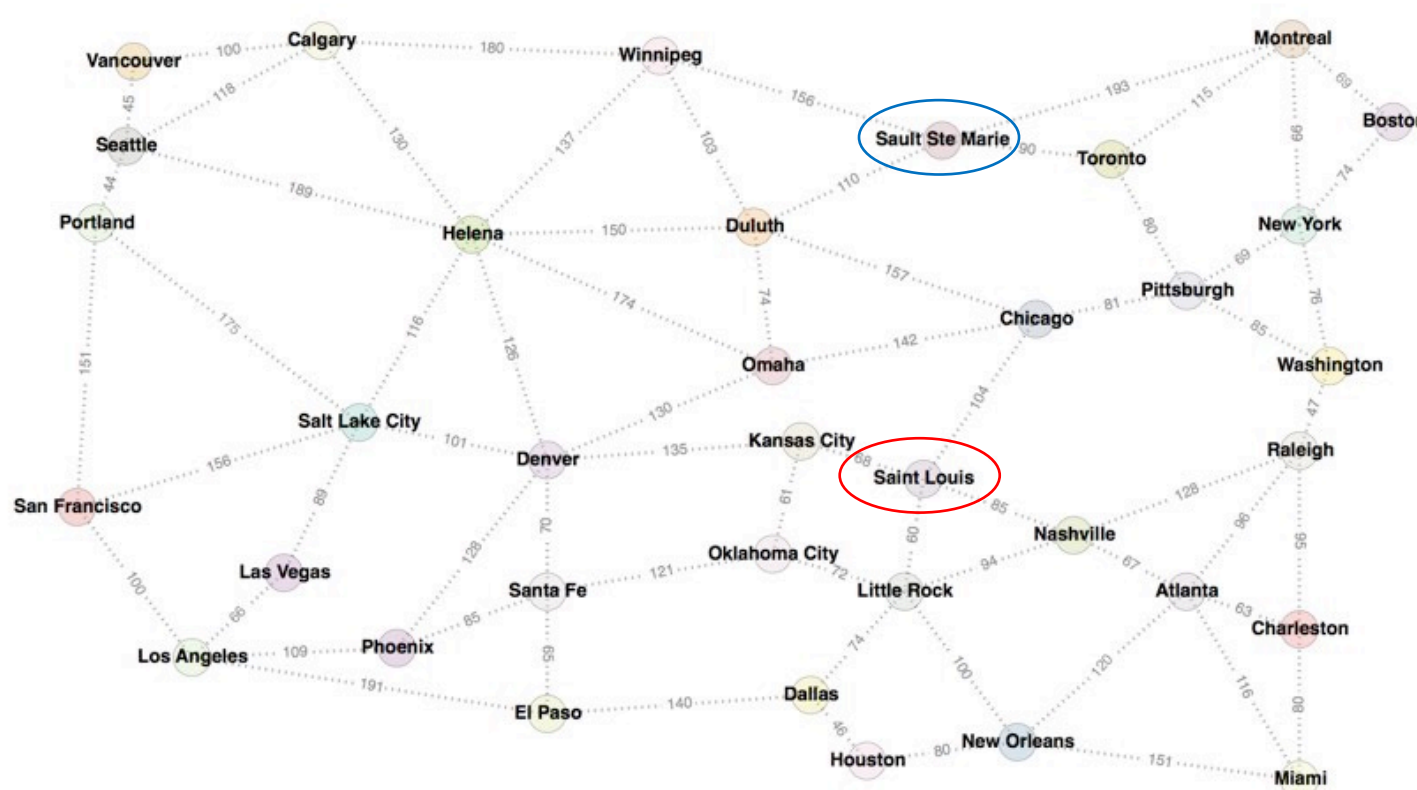 Calgary
Montreal
Winnipeg
Vancouver
100
180
69
118
156
193
115
45
Boston
Seattle
Sault Ste Marie
90
Toronto
130
137
103
99
74
44
110
189
80
Portland
Helena
150
Duluth
New York
69
157
Pittsburgh
174
74
81
76
Chicago
175
116
126
142
85
151
Omaha
Washington
104
130
47
Salt Lake City
Kansas City
101
135
Denver
68
Raleigh
156
Saint Louis
89
61
85
128
San Francisco
70
60
Nashville
96
95
128
Oklahoma City
94
67
Las Vegas
121
72
100
Santa Fe
Little Rock
Atlanta
66
85
63
Charleston
Phoenix
Los Angeles
109
65
74
100
120
191
116
80
Dallas
El Paso
140
46
New Orleans
80
Houston
151
Miami